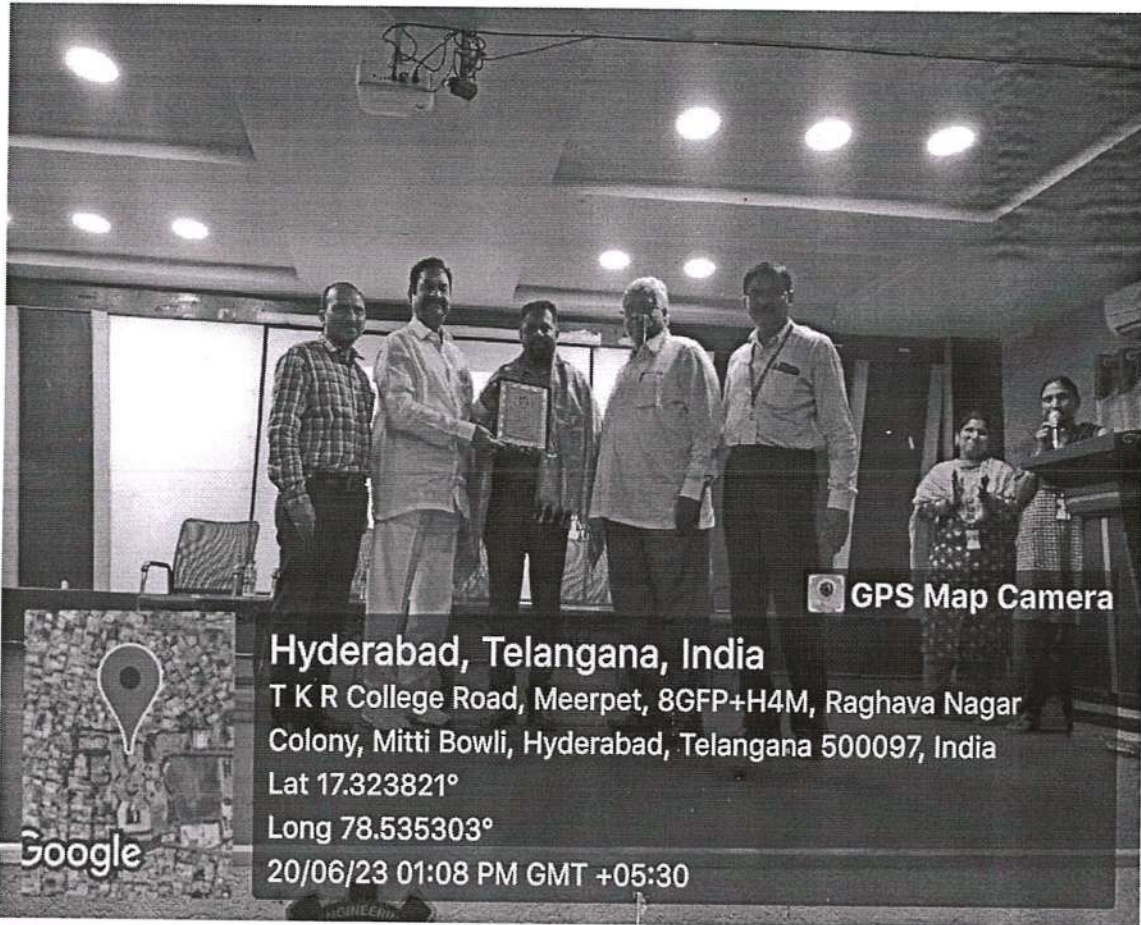 GPS Map Camera
Hyderabad, Telangana, India
T K R College Road, Meerpet, 8GFP+H4M, Raghava Nagar
Colony, Mitti Bowli, Hyderabad, Telangana 500097, India
Lat 17.323821°
Long 78.535303°
20/06/23 01:08 PM GMT +05:30
Google